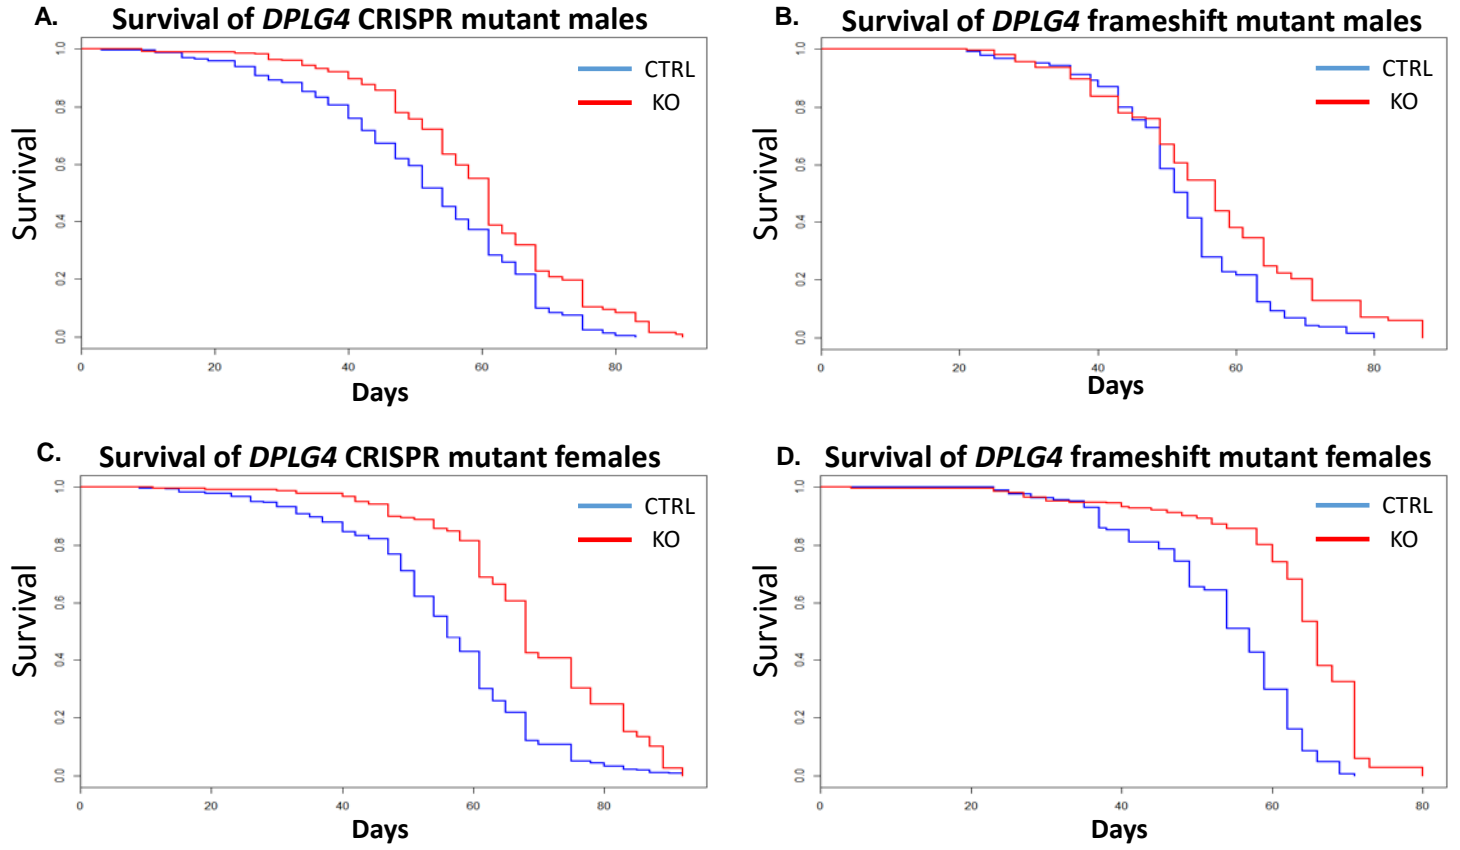 A. Survival of DPLG4 CRISPR mutant males
Survival
1.0
0.8
0.6
0.4
0.2
0.0
CTRL
KO
0 20 40 60 80
Days
B. Survival of DPLG4 frameshift mutant males
Survival
1.0
0.8
0.6
0.4
0.2
0.0
CTRL
KO
0 20 40 60 80
Days
C. Survival of DPLG4 CRISPR mutant females
Survival
1.0
0.8
0.6
0.4
0.2
0.0
CTRL
KO
0 20 40 60 80
Days
D. Survival of DPLG4 frameshift mutant females
Survival
1.0
0.8
0.6
0.4
0.2
0.0
CTRL
KO
0 20 40 60 80
Days